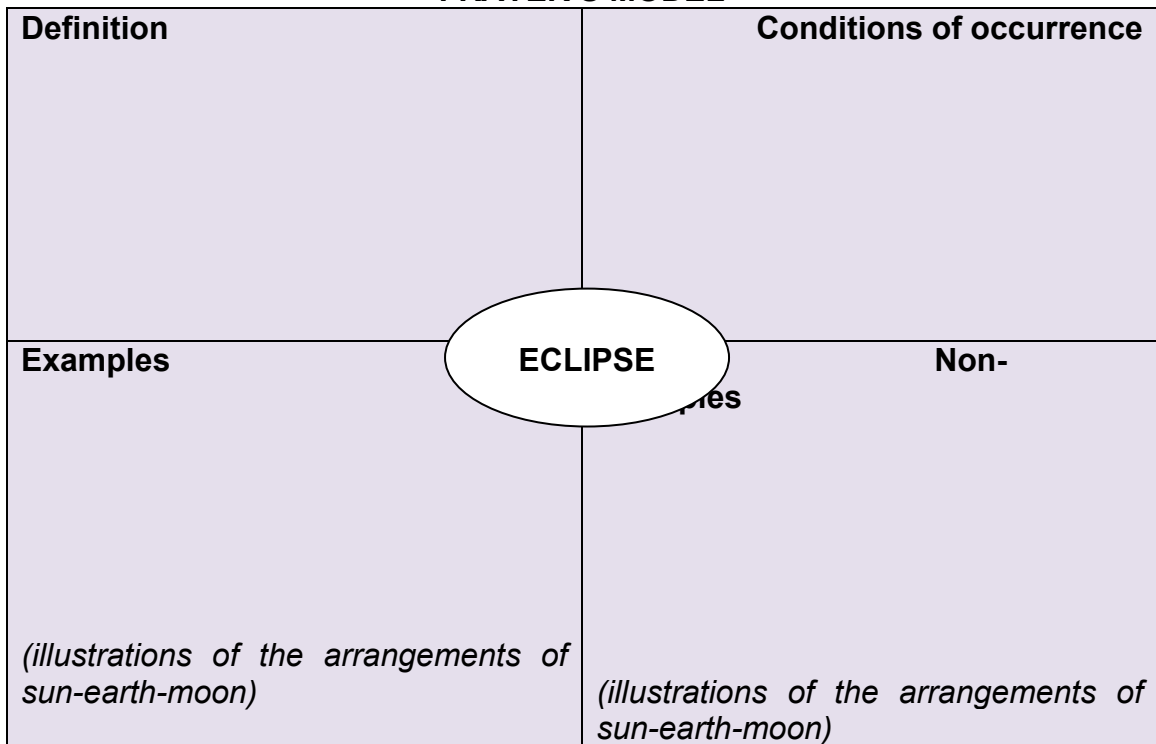 Definition
Conditions of occurrence
Examples
ECLIPSE
Non-
(illustrations of the arrangements of
sun-earth-moon)
(illustrations of the arrangements of
sun-earth-moon)